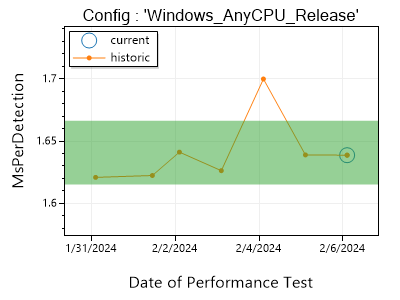 Config : 'Windows_AnyCPU_Release'
current
historic
1.7
1.65
1.6
MsPerDetection
1/31/2024 2/2/2024 2/4/2024 2/6/2024
Date of Performance Test